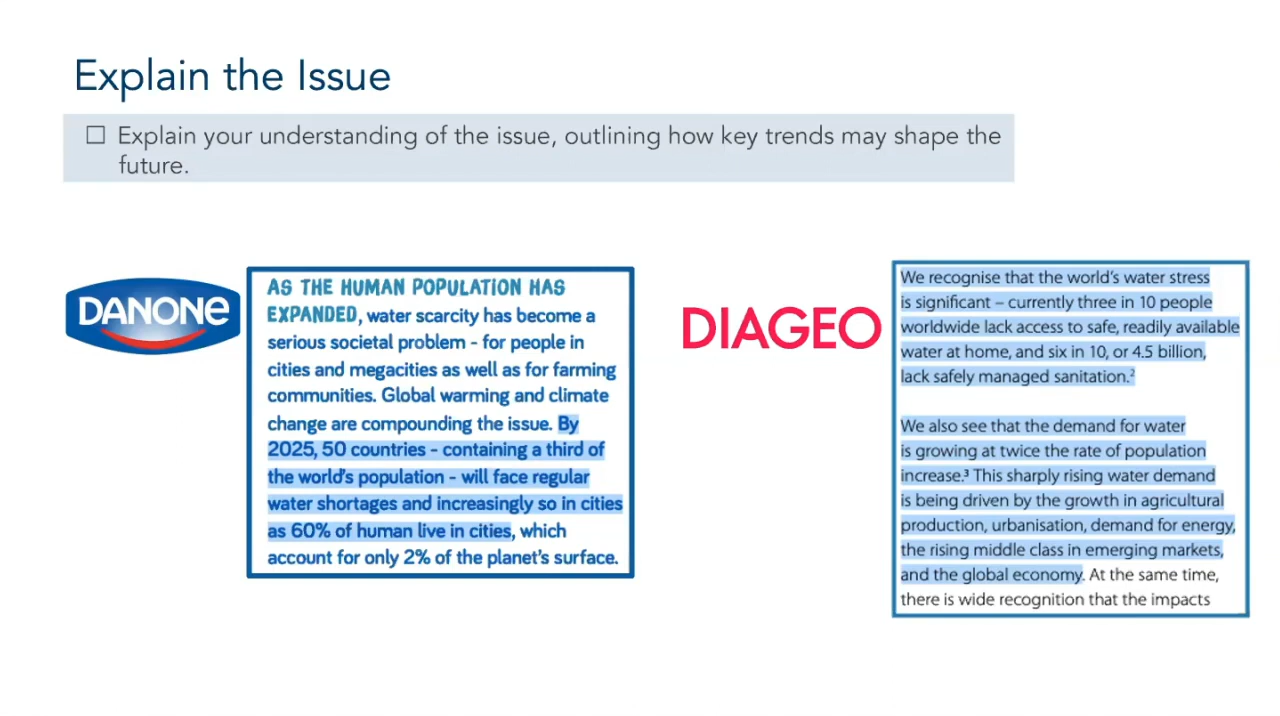 Explain the Issue
☐ Explain your understanding of the issue, outlining how key trends may shape the
future.
DANONE
AS THE HUMAN POPULATION HAS
EXPANDED, water scarcity has become a
serious societal problem - for people in
cities and megacities as well as for farming
communities. Global warming and climate
change are compounding the issue. By
2025, 50 countries - containing a third of
the world's population - will face regular
water shortages and increasingly so in cities
as 60% of human live in cities, which
account for only 2% of the planet's surface.
DIAGEO
We recognise that the world's water stress
is significant – currently three in 10 people
worldwide lack access to safe, readily available
water at home, and six in 10, or 4.5 billion,
lack safely managed sanitation.²
We also see that the demand for water
is growing at twice the rate of population
increase.³ This sharply rising water demand
is being driven by the growth in agricultural
production, urbanisation, demand for energy,
the rising middle class in emerging markets,
and the global economy. At the same time,
there is wide recognition that the impacts